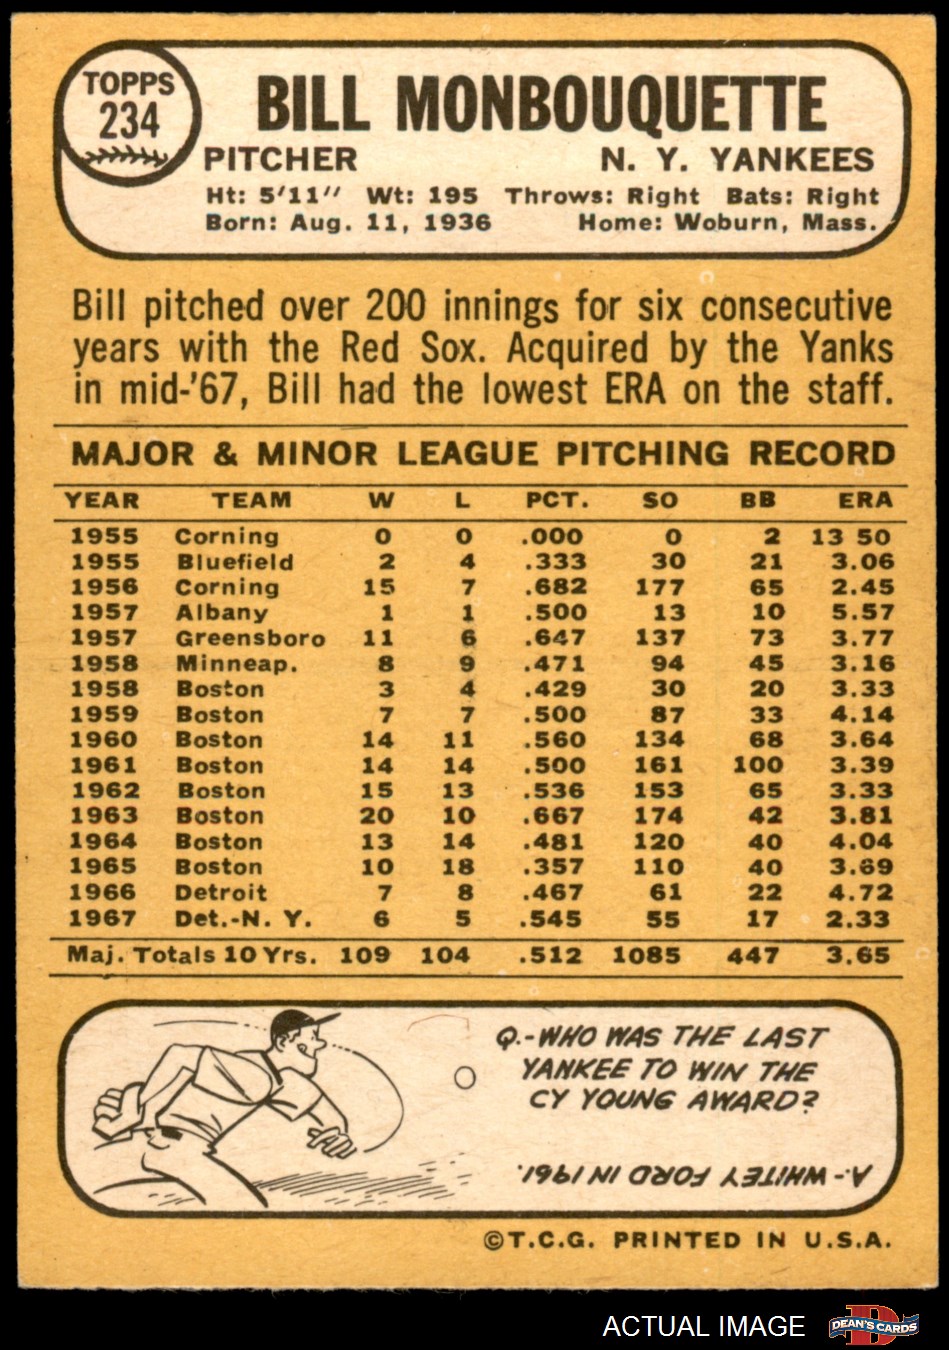 TOPPS
234
BILL MONBOUQUETTE
PITCHER N. Y. YANKEES
Ht: 5'11" Wt: 195 Throws: Right Bats: Right
Born: Aug. 11, 1936 Home: Woburn, Mass.
Bill pitched over 200 innings for six consecutive
years with the Red Sox. Acquired by the Yanks
in mid-'67, Bill had the lowest ERA on the staff.
MAJOR & MINOR LEAGUE PITCHING RECORD
YEAR TEAM W L PCT. SO BB ERA
1955 Corning 0 0 .000 0 2 13 50
1955 Bluefield 2 4 .333 30 21 3.06
1956 Corning 15 7 .682 177 65 2.45
1957 Albany 1 1 .500 13 10 5.57
1957 Greensboro 11 6 .647 137 73 3.77
1958 Minneap. 8 9 .471 94 45 3.16
1958 Boston 3 4 .429 30 20 3.33
1959 Boston 7 7 .500 87 33 4.14
1960 Boston 14 11 .560 134 68 3.64
1961 Boston 14 14 .500 161 100 3.39
1962 Boston 15 13 .536 153 65 3.33
1963 Boston 20 10 .667 174 42 3.81
1964 Boston 13 14 .481 120 40 4.04
1965 Boston 10 18 .357 110 40 3.69
1966 Detroit 7 8 .467 61 22 4.72
1967 Det.-N. Y. 6 5 .545 55 17 2.33
Maj. Totals 10 Yrs. 109 104 .512 1085 447 3.65
Q.-WHO WAS THE LAST
YANKEE TO WIN THE
CY YOUNG AWARD?
A.-WHITEY FORD IN 1961.
©T.C.G. PRINTED IN U.S.A.
ACTUAL IMAGE
D
DEAN'S CARDS